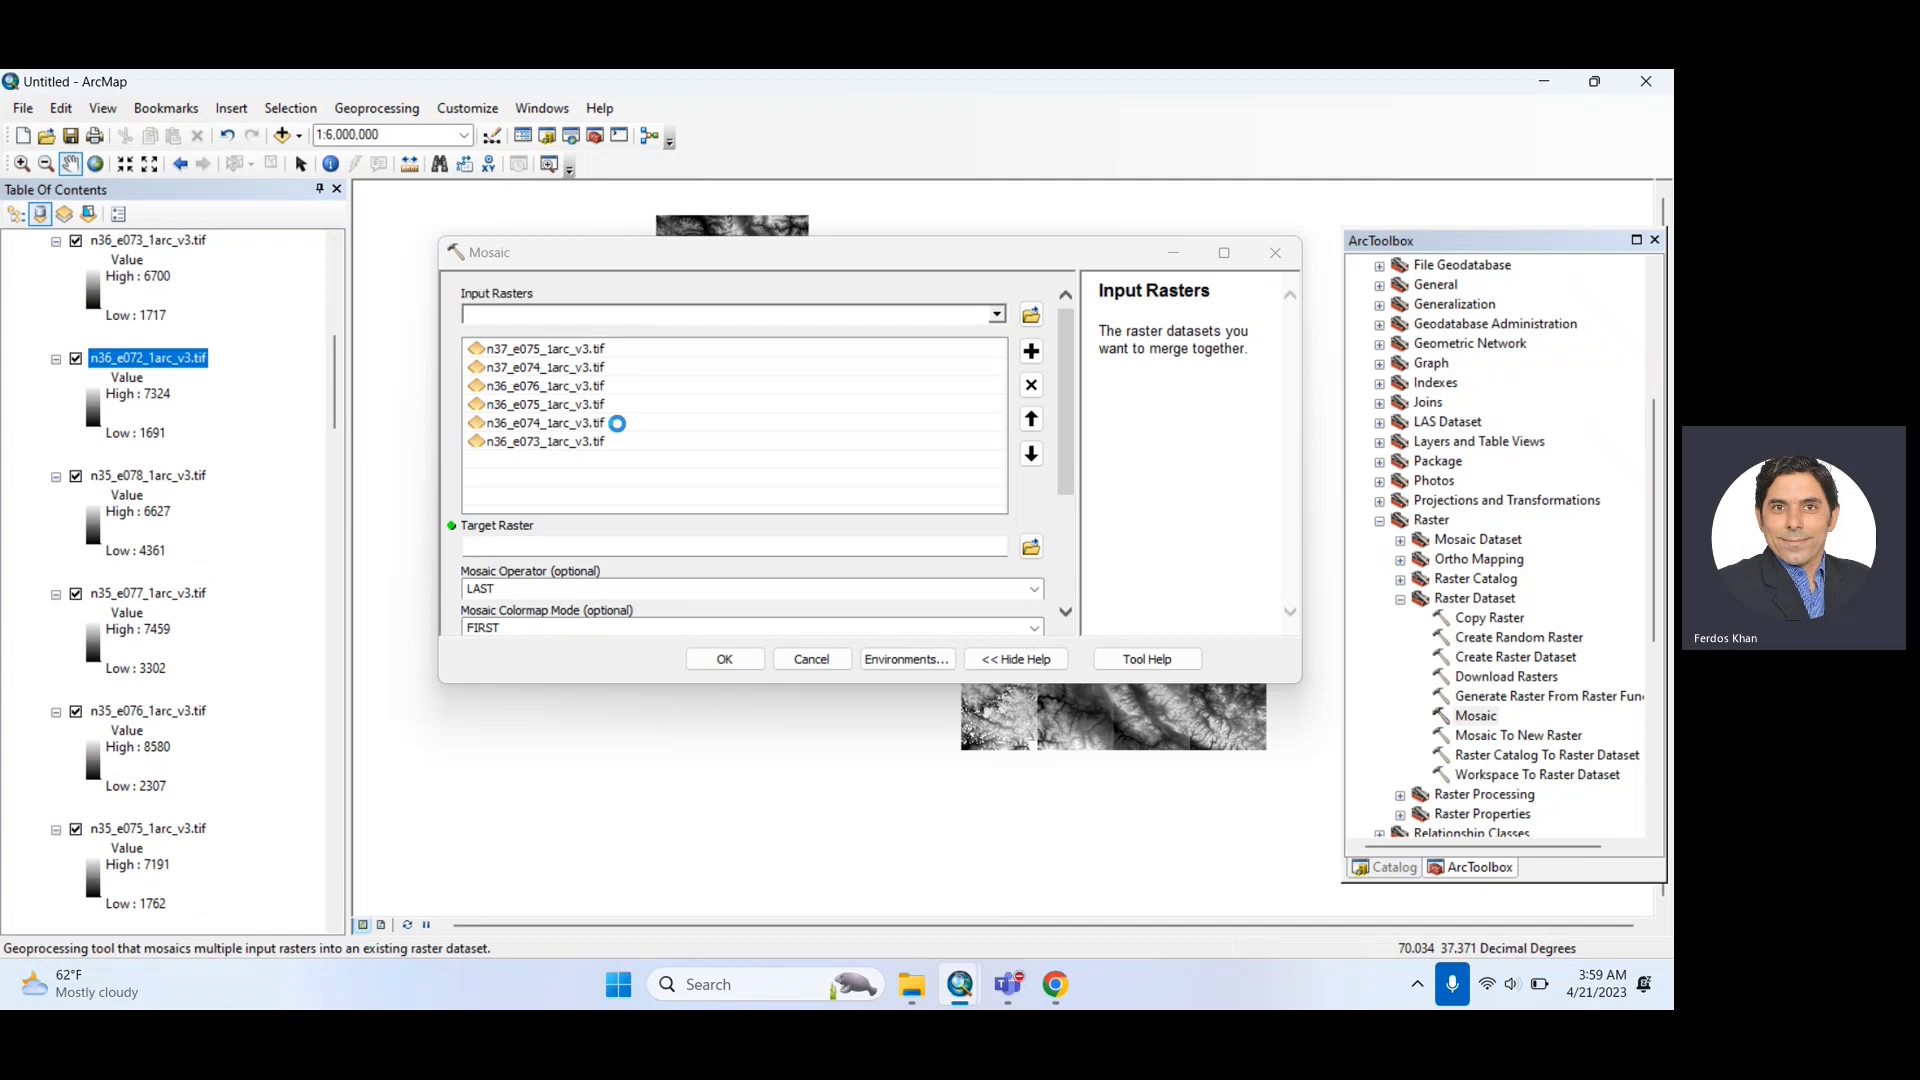 Untitled - ArcMap
File Edit View Bookmarks Insert Selection Geoprocessing Customize Windows Help
1:6,000,000
Table Of Contents
n36_e073_1arc_v3.tif
Value
High : 6700
Low : 1717
n36_e072_1arc_v3.tif
Value
High : 7324
Low : 1691
n35_e078_1arc_v3.tif
Value
High : 6627
Low : 4361
n35_e077_1arc_v3.tif
Value
High : 7459
Low : 3302
n35_e076_1arc_v3.tif
Value
High : 8580
Low : 2307
n35_e075_1arc_v3.tif
Value
High : 7191
Low : 1762
Mosaic
Input Rasters
n37_e075_1arc_v3.tif
n37_e074_1arc_v3.tif
n36_e076_1arc_v3.tif
n36_e075_1arc_v3.tif
n36_e074_1arc_v3.tif
n36_e073_1arc_v3.tif
Target Raster
Mosaic Operator (optional)
LAST
Mosaic Colormap Mode (optional)
FIRST
OK Cancel Environments... << Hide Help Tool Help
Input Rasters
The raster datasets you
want to merge together.
ArcToolbox
File Geodatabase
General
Generalization
Geodatabase Administration
Geometric Network
Graph
Indexes
Joins
LAS Dataset
Layers and Table Views
Package
Photos
Projections and Transformations
Raster
Mosaic Dataset
Ortho Mapping
Raster Catalog
Raster Dataset
Copy Raster
Create Random Raster
Create Raster Dataset
Download Rasters
Generate Raster From Raster Fun
Mosaic
Mosaic To New Raster
Raster Catalog To Raster Dataset
Workspace To Raster Dataset
Raster Processing
Raster Properties
Relationship Classes
Catalog ArcToolbox
Geoprocessing tool that mosaics multiple input rasters into an existing raster dataset.
70.034 37.371 Decimal Degrees
62°F
Mostly cloudy
Search
3:59 AM
4/21/2023
Ferdos Khan